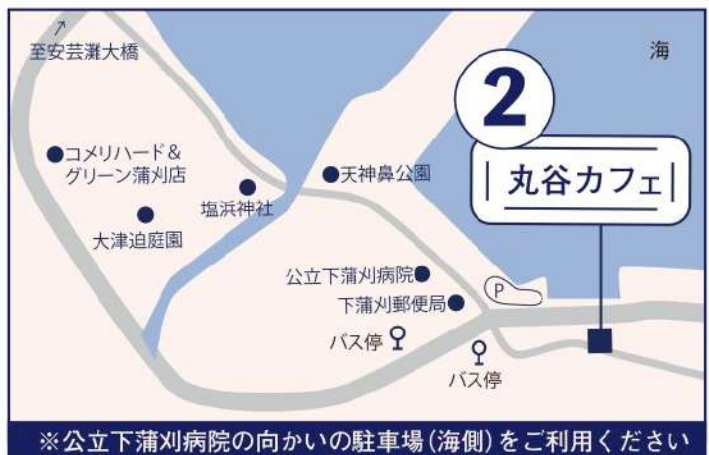 ↗
至安芸灘大橋
海
2
丸谷カフェ
コメリハード&
グリーン蒲刈店
天神鼻公園
塩浜神社
大津迫庭園
公立下蒲刈病院
P
下蒲刈郵便局
バス停
バス停
※公立下蒲刈病院の向かいの駐車場(海側)をご利用ください